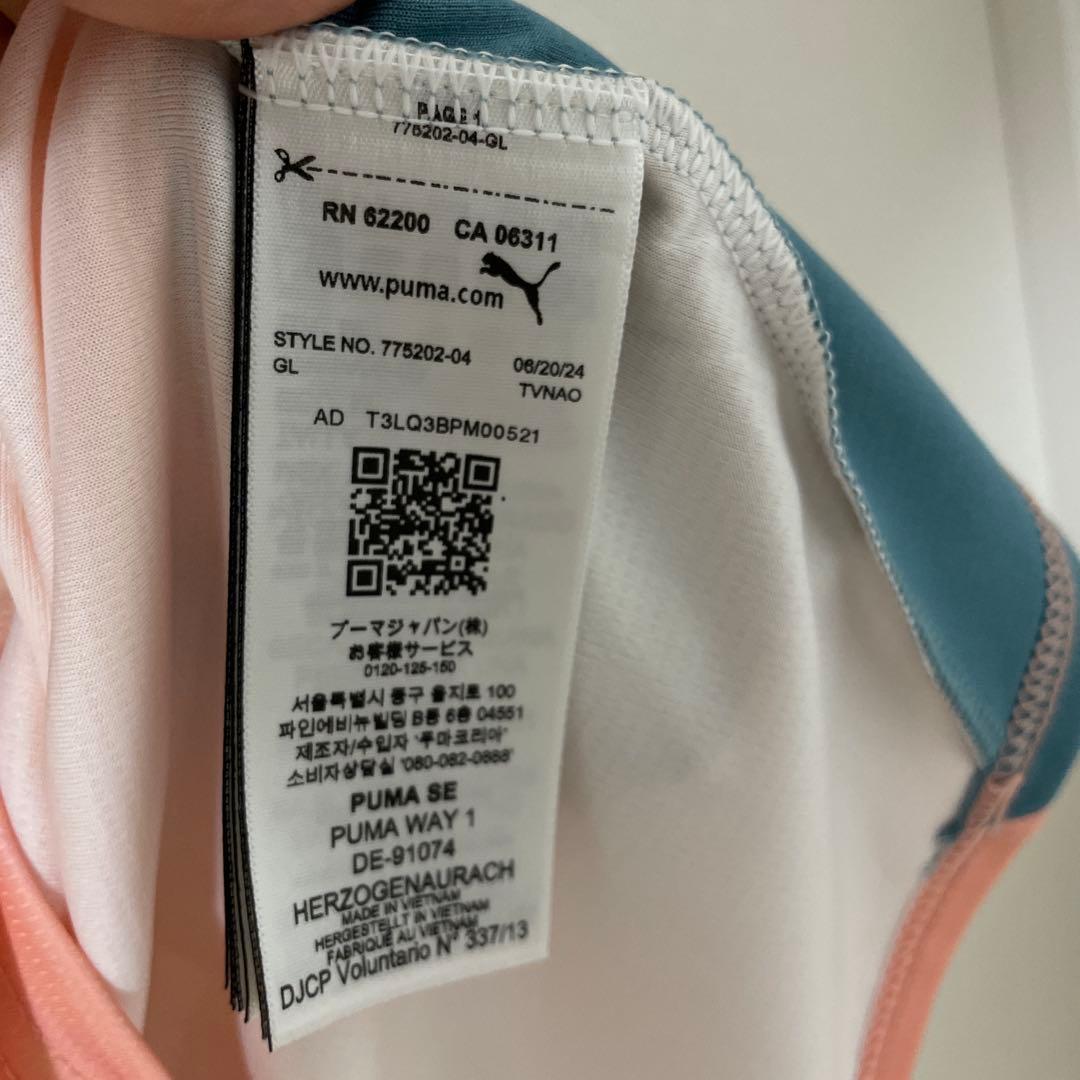 PAGE 1
775202-04-GL
RN 62200 CA 06311
www.puma.com
STYLE NO. 775202-04 06/20/24
GL TVNAO
AD T3LQ3BPM00521
プーマジャパン(株)
お客様サービス
0120-125-150
서울특별시 중구 을지로 100
파인에비뉴빌딩 B동 6층 04551
제조자/수입자 '푸마코리아'
소비자상담실 '080-082-0888'
PUMA SE
PUMA WAY 1
DE-91074
HERZOGENAURACH
MADE IN VIETNAM
HERGESTELLT IN VIETNAM
FABRIQUÉ AU VIETNAM
DJCP Voluntario N° 337/13